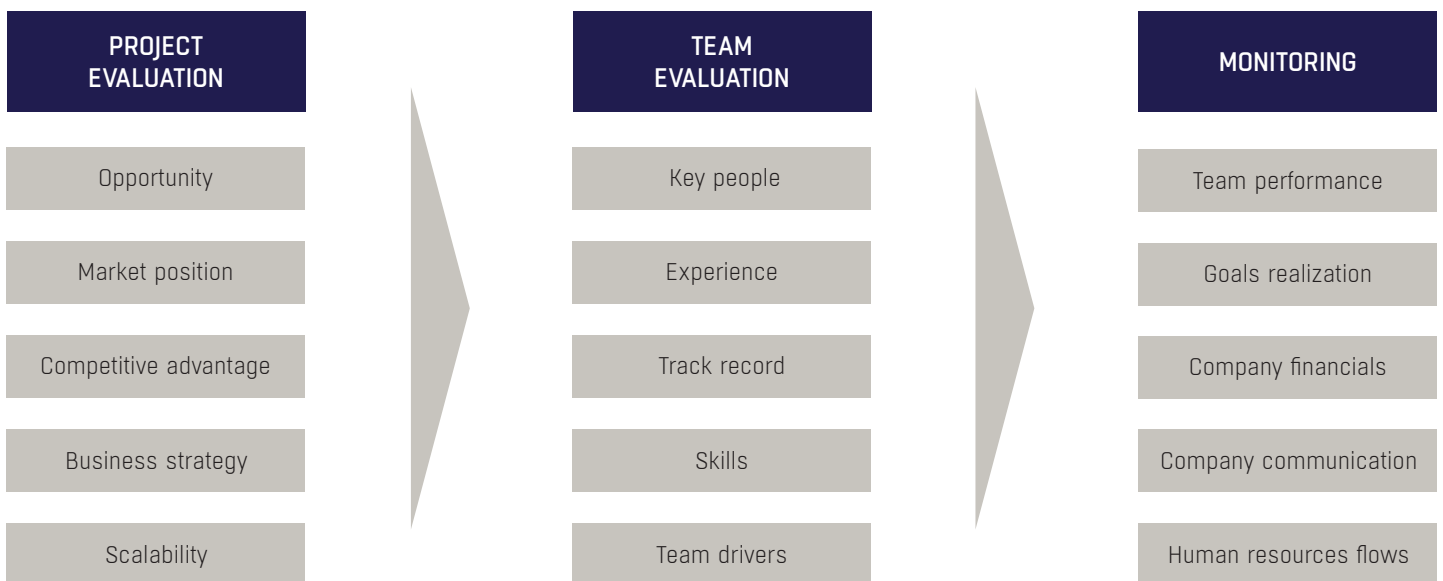 PROJECT
EVALUATION
Opportunity
Market position
Competitive advantage
Business strategy
Scalability
TEAM
EVALUATION
Key people
Experience
Track record
Skills
Team drivers
MONITORING
Team performance
Goals realization
Company financials
Company communication
Human resources flows